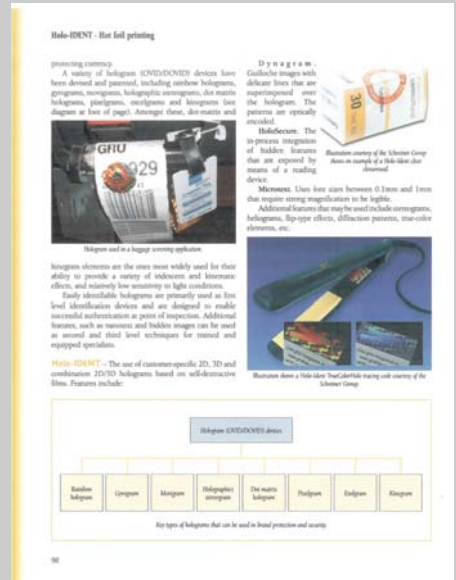 Holo-IDENT - Hot foil printing
protecting currency.
A variety of hologram (OVID/DOVID) devices have
been devised and patented, including rainbow holograms,
gyrograms, movigrams, holographic stereograms, dot matrix
holograms, pixelgrams, exelgrams and kinegrams (see
diagram at foot of page). Amongst these, dot-matrix and
GRU
929
Hologram used in a baggage screening application.
kinegram elements are the ones most widely used for their
ability to provide a variety of iridescent and kinematic
effects, and relatively low sensitivity to light conditions.
Easily identifiable holograms are primarily used as first
level identification devices and are designed to enable
successful authentication at point of inspection. Additional
features, such as nanotext and hidden images can be used
as second and third level techniques for trained and
equipped specialists.
Holo-IDENT – The use of customer-specific 2D, 3D and
combination 2D/3D holograms based on self-destructive
films. Features include:
Dynagram.
Guilloche images with
delicate lines that are
superimposed over
the hologram. The
patterns are optically
encoded.
HoloSecure. The
in-process integration
of hidden features
that are exposed by
means of a reading
device.
30
Illustration courtesy of the Schreiner Group
shows an example of a Holo-Ident clear
Microtext. Uses font sizes between 0.1mm and 1mm
that require strong magnification to be legible.
Additional features that may be used include stereograms,
heliograms, flip-type effects, diffraction patterns, true-color
elements, etc.
Illustration shows a Holo-Ident TrueColorHolo tracing code courtesy of the
Schreiner Group.
Hologram (OVID/DOVID) devices
Rainbow
hologram
Gyrogram
Movigram
Holographics
stereogram
Dot matrix
hologram
Pixelgram
Exelgram
Kinegram
Key types of holograms that can be used in brand protection and security.
98